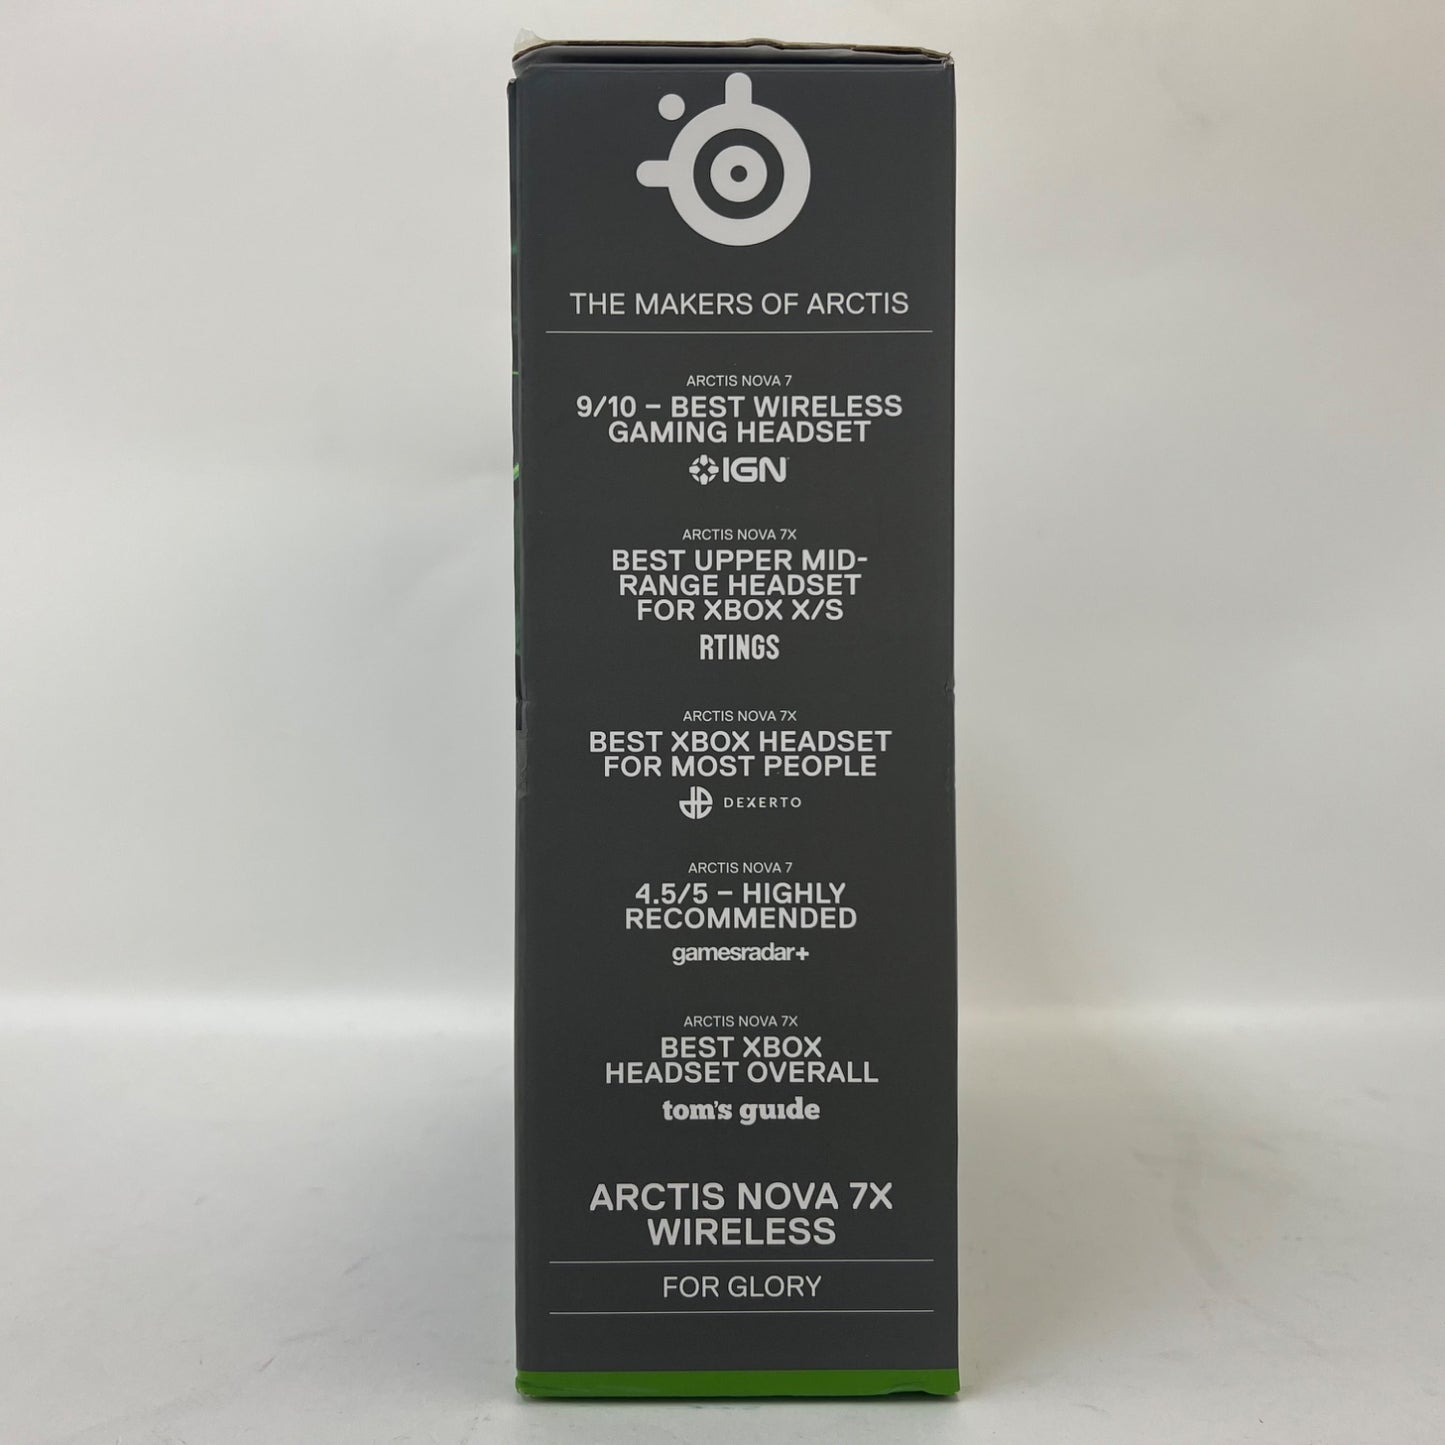 THE MAKERS OF ARCTIS
ARCTIS NOVA 7
9/10 – BEST WIRELESS
GAMING HEADSET
IGN
ARCTIS NOVA 7X
BEST UPPER MID-
RANGE HEADSET
FOR XBOX X/S
RTINGS
ARCTIS NOVA 7X
BEST XBOX HEADSET
FOR MOST PEOPLE
DEXERTO
ARCTIS NOVA 7
4.5/5 – HIGHLY
RECOMMENDED
gamesradar+
ARCTIS NOVA 7X
BEST XBOX
HEADSET OVERALL
tom's guide
ARCTIS NOVA 7X
WIRELESS
FOR GLORY